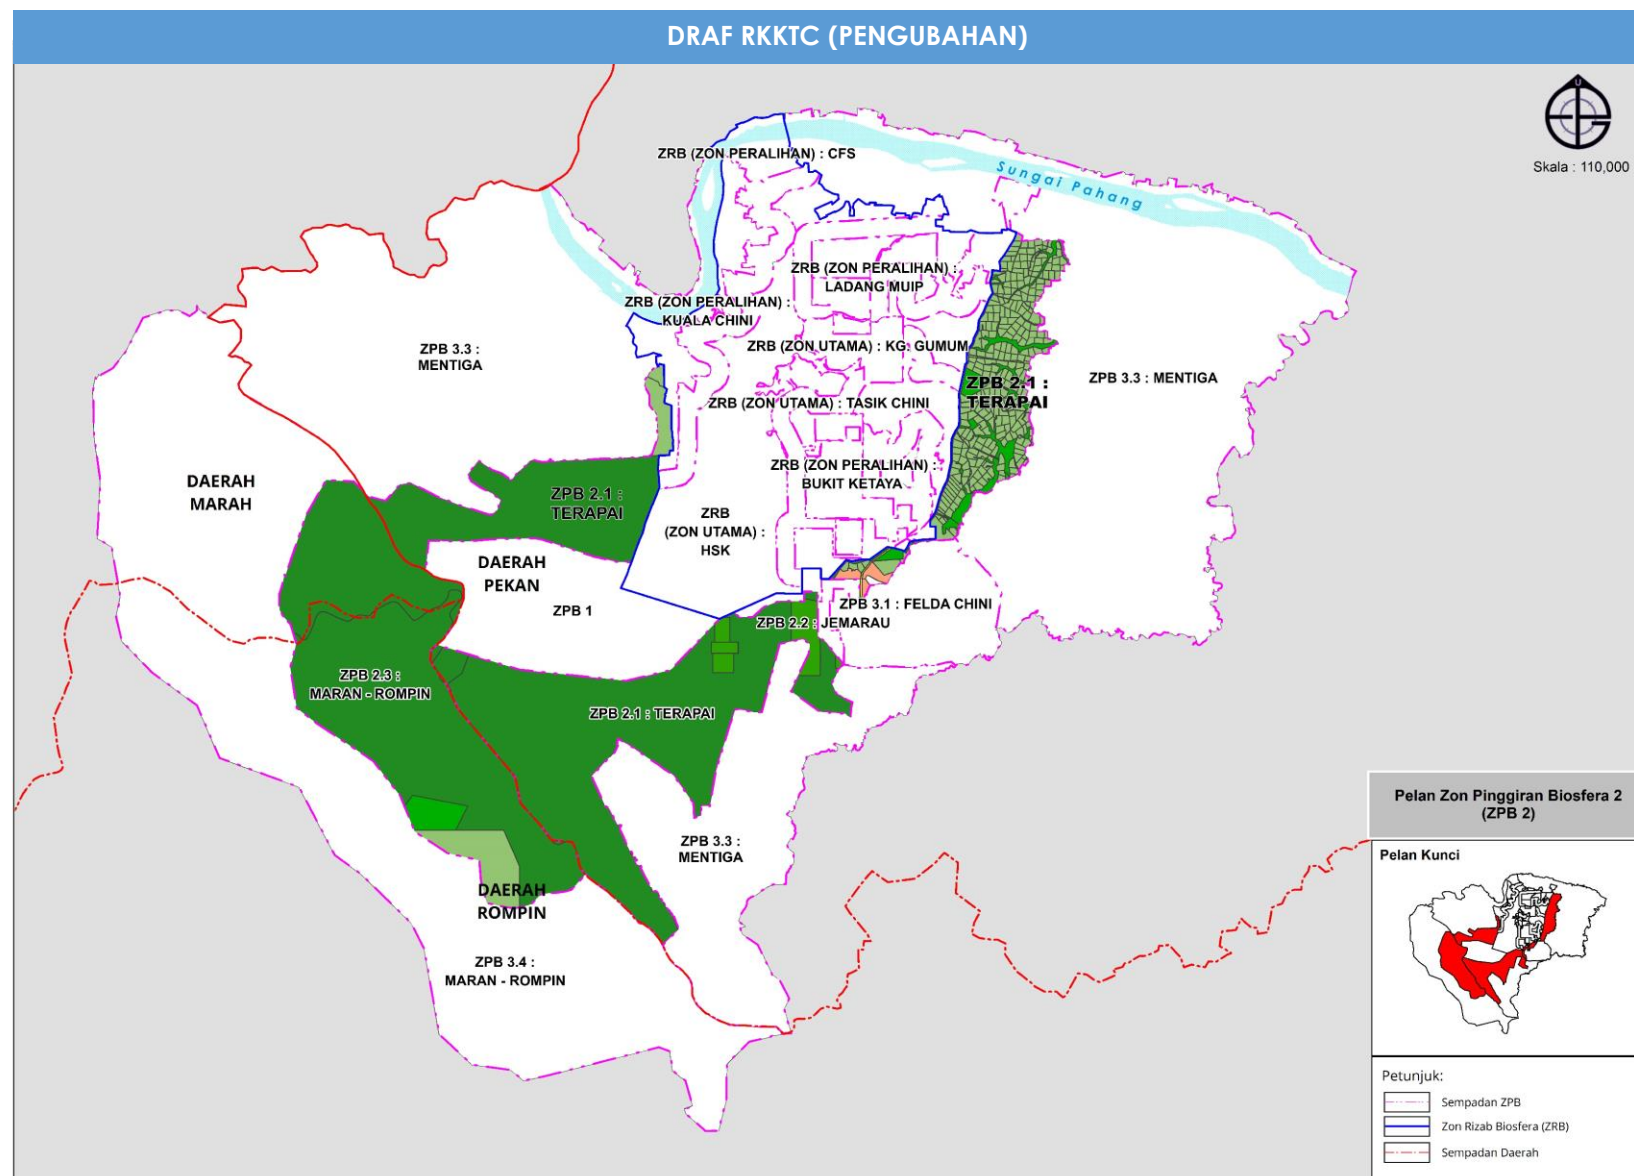 DRAF RKKTC (PENGUBAHAN)
U
Skala : 110,000
ZRB (ZON PERALIHAN) : CFS
Sungai Pahang
ZRB (ZON PERALIHAN) :
LADANG MUIP
ZRB (ZON PERALIHAN) :
KUALA CHINI
ZPB 3.3 :
MENTIGA
ZRB (ZON UTAMA) : KG. GUMUM
ZPB 2.1 :
TERAPAI
ZPB 3.3 : MENTIGA
ZRB (ZON UTAMA) : TASIK CHINI
ZRB (ZON PERALIHAN) :
BUKIT KETAYA
DAERAH
MARAH
ZPB 2.1 :
TERAPAI
ZRB
(ZON UTAMA) :
HSK
DAERAH
PEKAN
ZPB 1
ZPB 3.1 : FELDA CHINI
ZPB 2.2 : JEMARAU
ZPB 2.3 :
MARAN - ROMPIN
ZPB 2.1 : TERAPAI
ZPB 3.3 :
MENTIGA
DAERAH
ROMPIN
ZPB 3.4 :
MARAN - ROMPIN
Pelan Zon Pinggiran Biosfera 2
(ZPB 2)
Pelan Kunci
Petunjuk:
Sempadan ZPB
Zon Rizab Biosfera (ZRB)
Sempadan Daerah